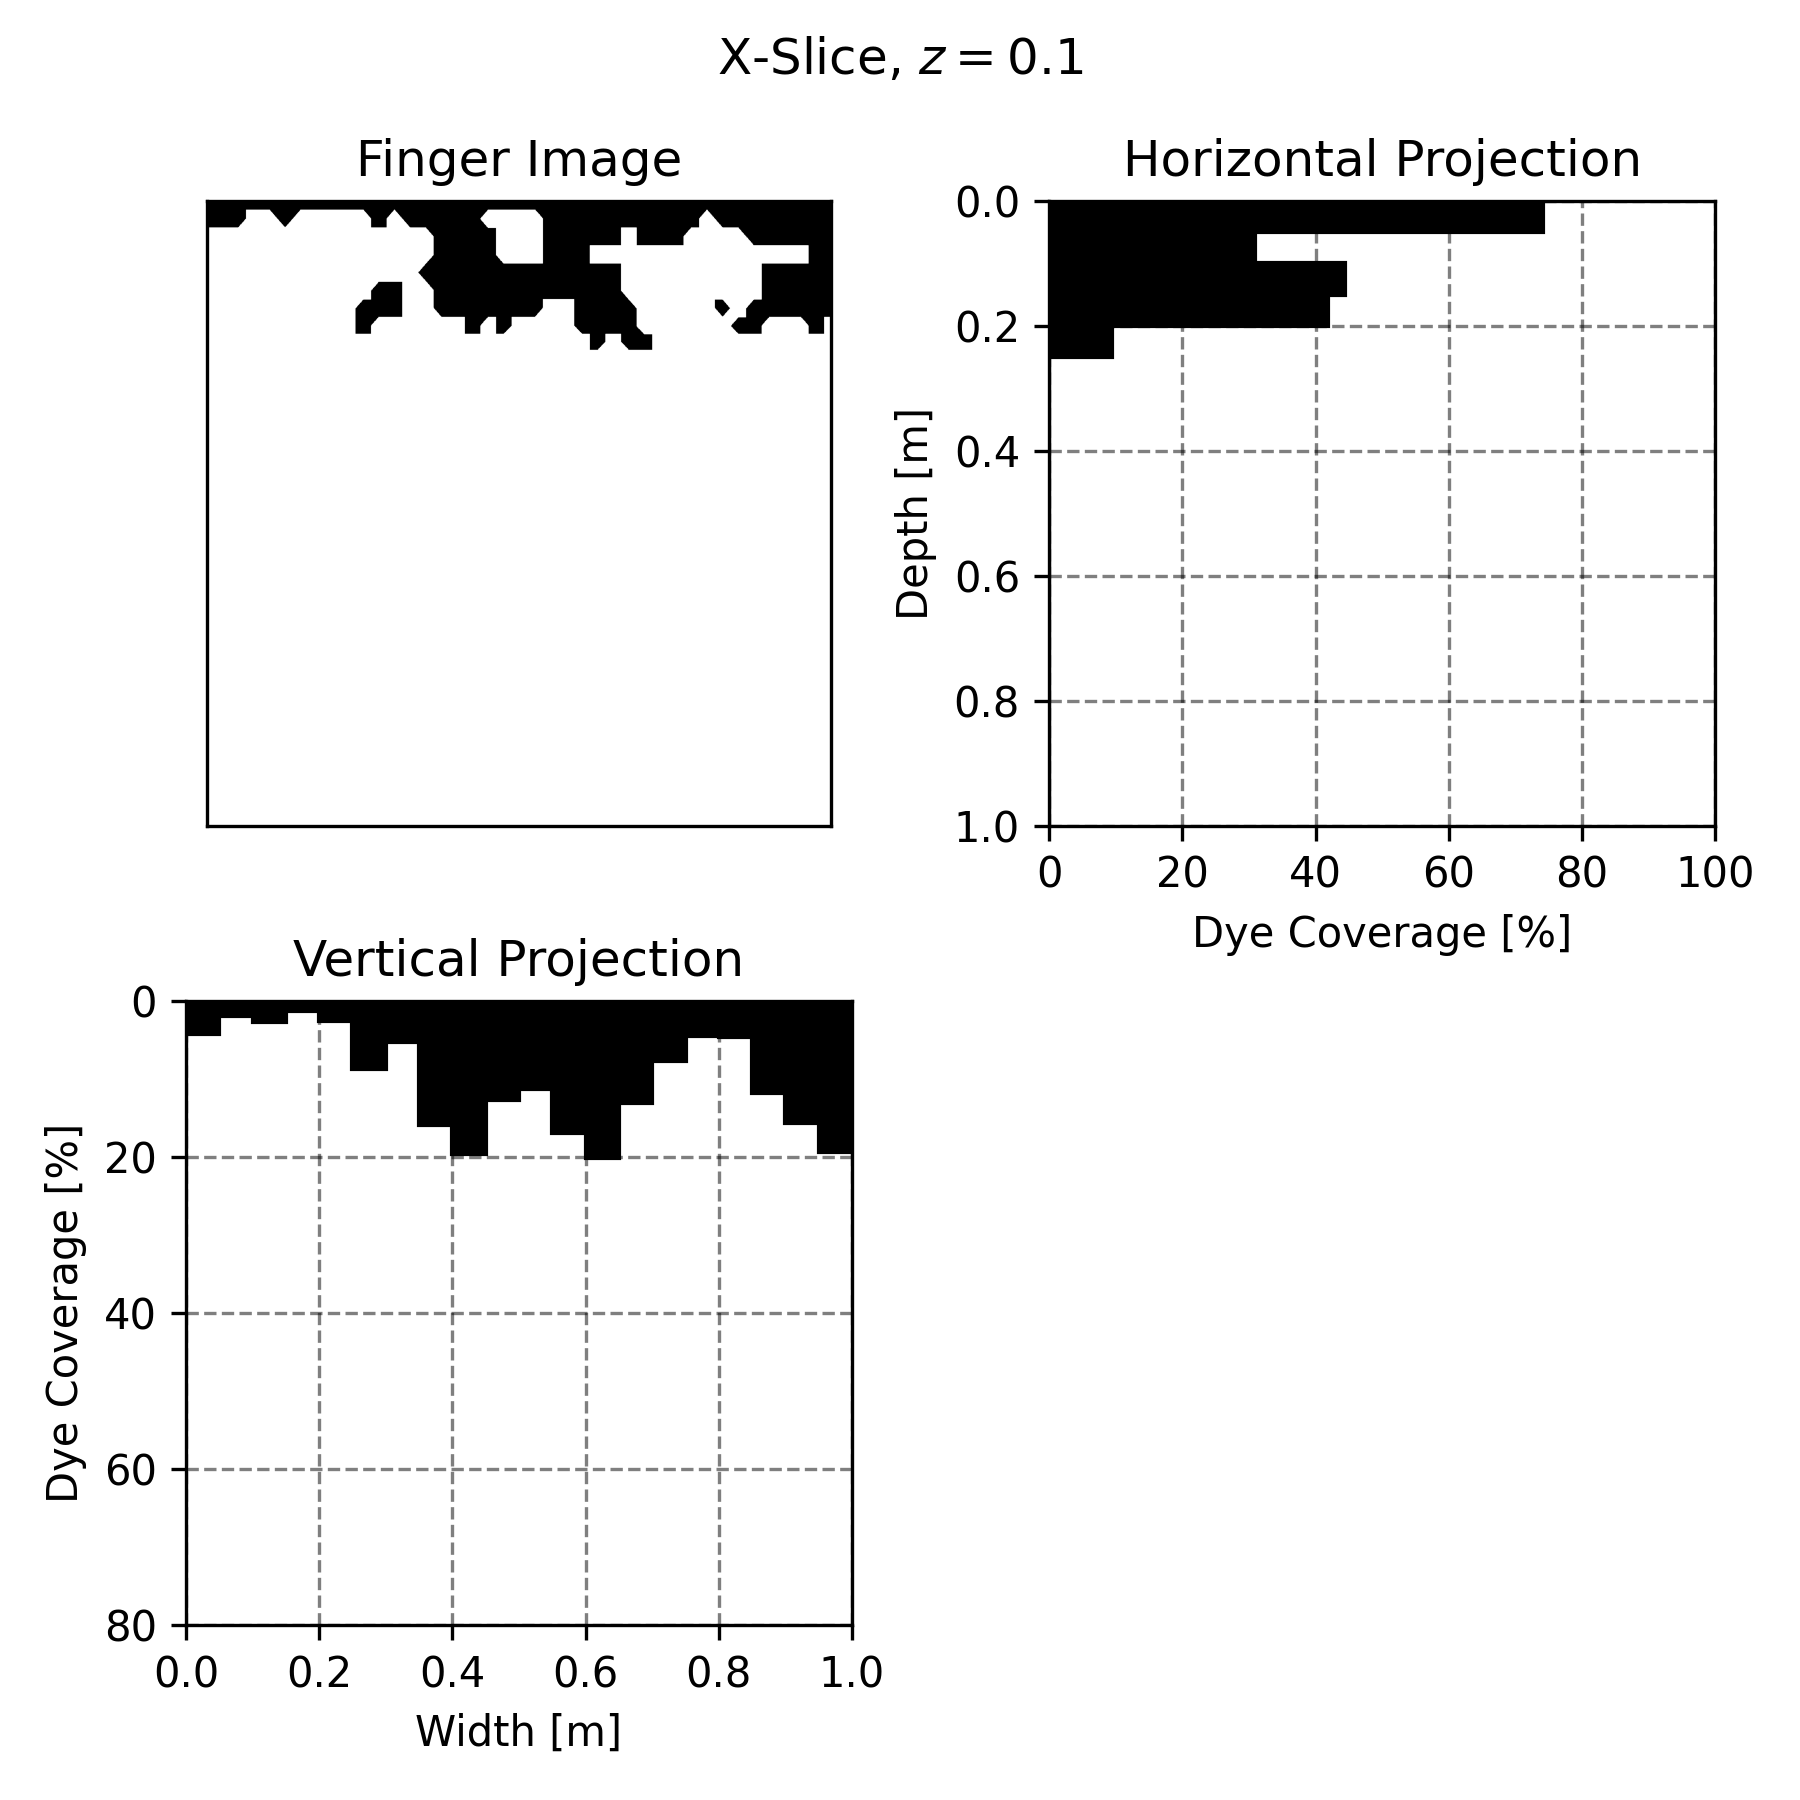 X-Slice, z = 0.1
Finger Image
Horizontal Projection
0.0
0.2
0.4
0.6
0.8
1.0
Depth [m]
0 20 40 60 80 100
Dye Coverage [%]
Vertical Projection
0
20
40
60
80
Dye Coverage [%]
0.0 0.2 0.4 0.6 0.8 1.0
Width [m]